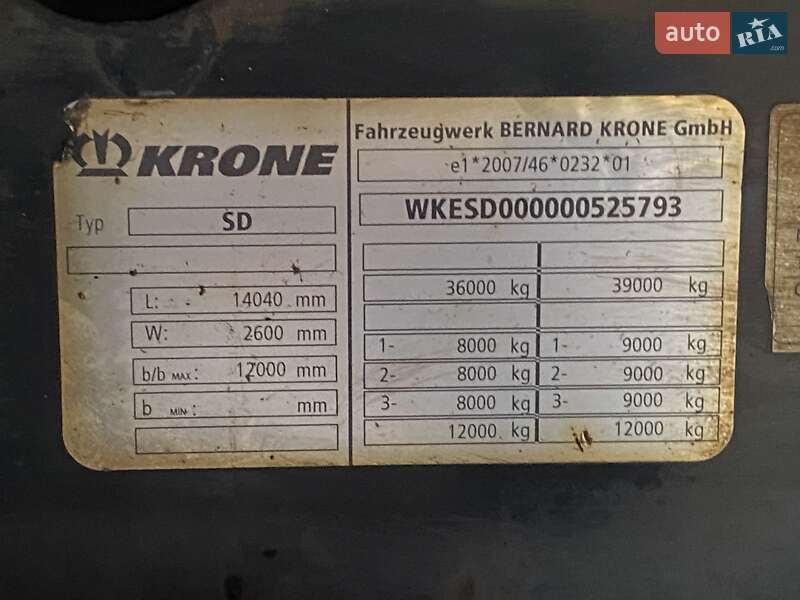 auto RIA .com
KRONE
Typ SD
L: 14040 mm
W: 2600 mm
b/b MAX: 12000 mm
b MIN: mm
Fahrzeugwerk BERNARD KRONE GmbH
e1*2007/46*0232*01
WKESD000000525793
36000 kg 39000 kg
1- 8000 kg 1- 9000 kg
2- 8000 kg 2- 9000 kg
3- 8000 kg 3- 9000 kg
12000 kg 12000 kg